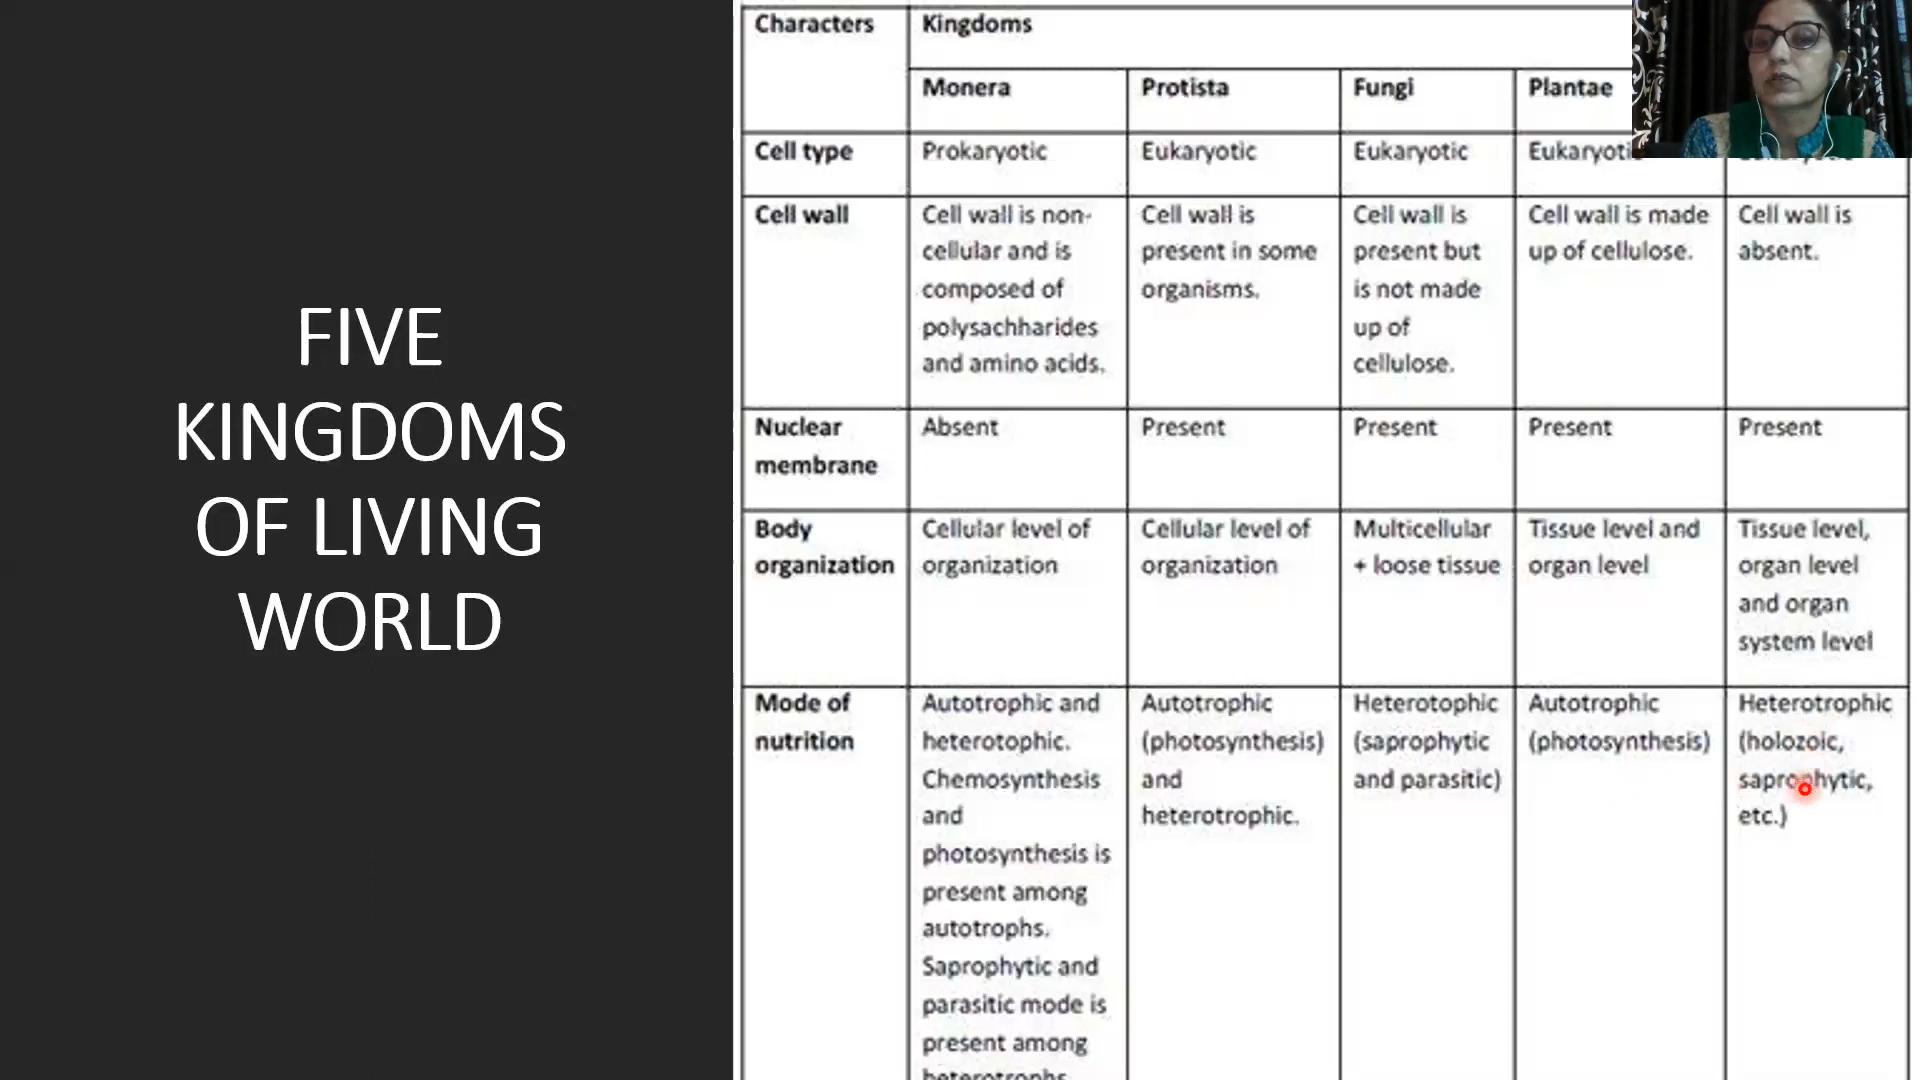 FIVE
KINGDOMS
OF LIVING
WORLD
Characters
Kingdoms
Monera
Protista
Fungi
Plantae
Cell type
Prokaryotic
Eukaryotic
Eukaryotic
Cell wall
Cell wall is non-
cellular and is
composed of
polysachharides
and amino acids.
Cell wall is
present in some
organisms.
Cell wall is
present but
is not made
up of
cellulose.
Cell wall is made
up of cellulose.
Cell wall is
absent.
Nuclear
membrane
Absent
Present
Present
Present
Present
Body
organization
Cellular level of
organization
Cellular level of
organization
Multicellular
+ loose tissue
Tissue level and
organ level
Tissue level,
organ level
and organ
system level
Mode of
nutrition
Autotrophic and
heterotophic.
Chemosynthesis
and
photosynthesis is
present among
autotrophs.
Saprophytic and
parasitic mode is
present among
heterotrophs
Autotrophic
(photosynthesis)
and
heterotrophic.
Heterotophic
(saprophytic
and parasitic)
Autotrophic
(photosynthesis)
Heterotrophic
(holozoic,
saprophytic,
etc.)